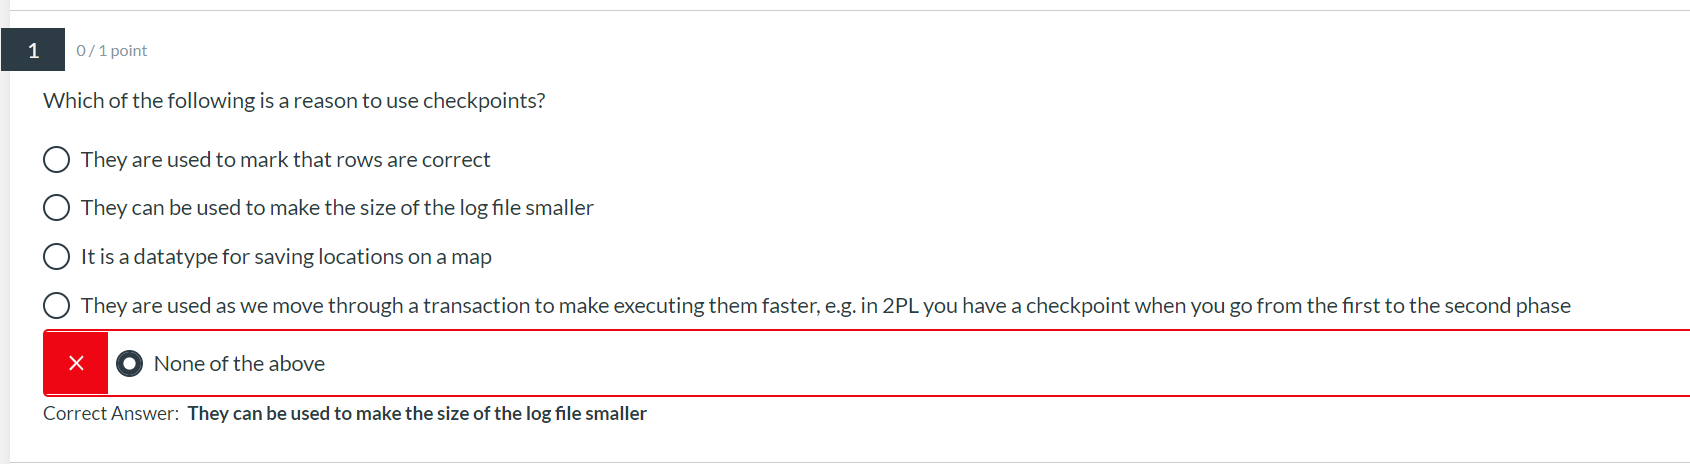 1
0 / 1 point
Which of the following is a reason to use checkpoints?
They are used to mark that rows are correct
They can be used to make the size of the log file smaller
It is a datatype for saving locations on a map
They are used as we move through a transaction to make executing them faster, e.g. in 2PL you have a checkpoint when you go from the first to the second phase
None of the above
Correct Answer: They can be used to make the size of the log file smaller